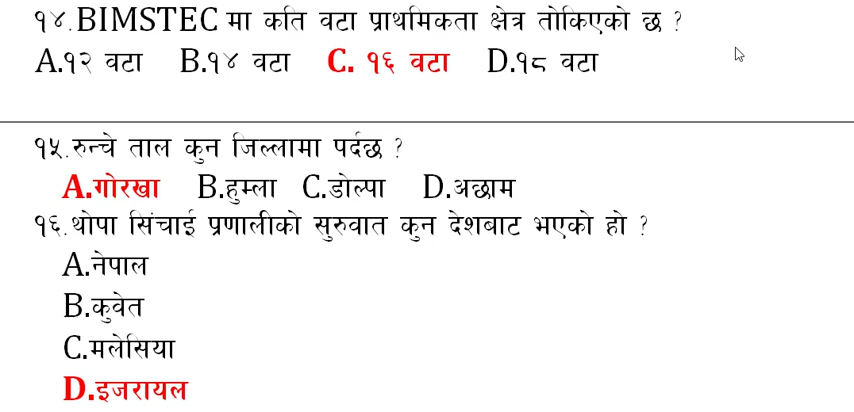 १४.BIMSTEC मा कति वटा प्राथमिकता क्षेत्र तोकिएको छ ?
A.१२ वटा B.१४ वटा C. १६ वटा D.१८ वटा
१५.रुन्चे ताल कुन जिल्लामा पर्दछ ?
A.गोरखा B.हुम्ला C.डोल्पा D.अछाम
१६.थोपा सिंचाई प्रणालीको सुरुवात कुन देशबाट भएको हो ?
A.नेपाल
B.कुवेत
C.मलेसिया
D.इजरायल